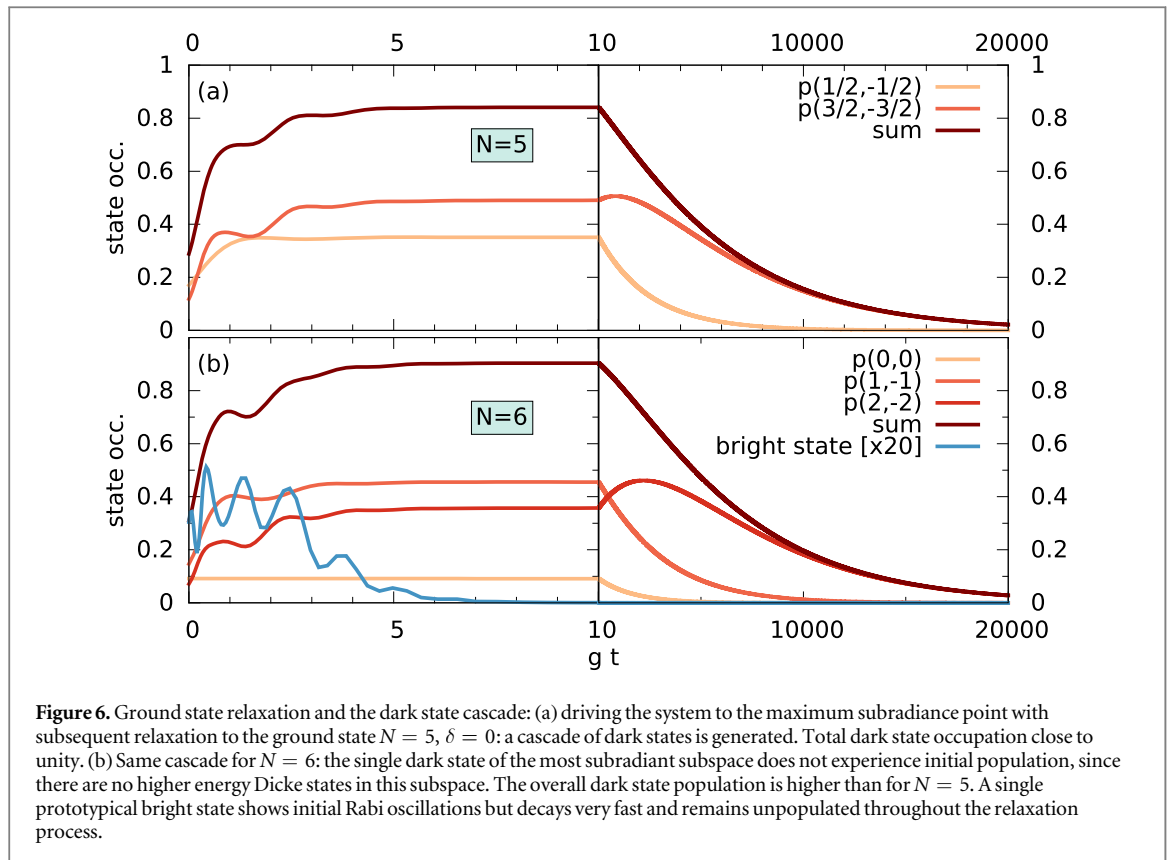 0 5 10 10000 20000
1 (a) p(1/2,-1/2) 1
0.8 p(3/2,-3/2) 0.8
sum
N=5
0.6 0.6
state occ.
0.4 0.4
0.2 0.2
0 0
(b) p(0,0)
0.8 p(1,-1) 0.8
p(2,-2)
N=6 sum
0.6 bright state [x20] 0.6
state occ.
0.4 0.4
0.2 0.2
0 0
0 5 10 10000 20000
g t
Figure 6. Ground state relaxation and the dark state cascade: (a) driving the system to the maximum subradiance point with
subsequent relaxation to the ground state N = 5, δ = 0: a cascade of dark states is generated. Total dark state occupation close to
unity. (b) Same cascade for N = 6: the single dark state of the most subradiant subspace does not experience initial population, since
there are no higher energy Dicke states in this subspace. The overall dark state population is higher than for N = 5. A single
prototypical bright state shows initial Rabi oscillations but decays very fast and remains unpopulated throughout the relaxation
process.